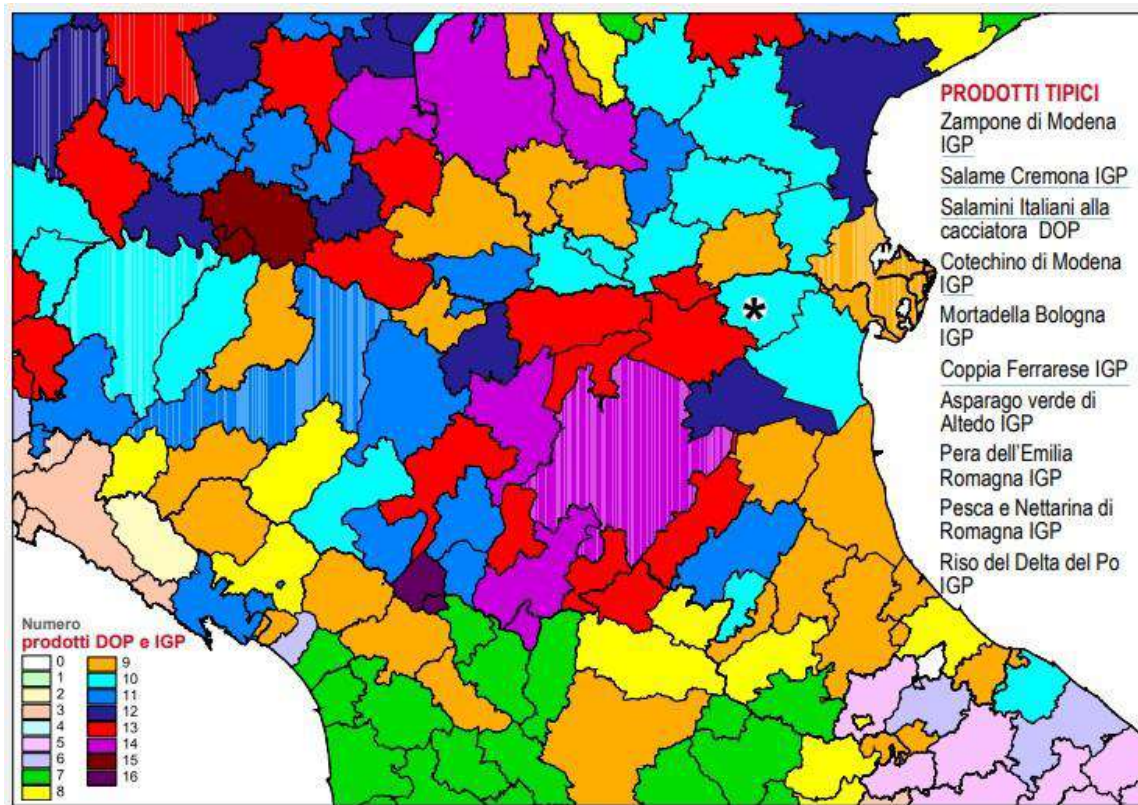 PRODOTTI TIPICI
Zampone di Modena
IGP
Salame Cremona IGP
Salamini Italiani alla
cacciatora DOP
Cotechino di Modena
IGP
Mortadella Bologna
IGP
Coppia Ferrarese IGP
Asparago verde di
Altedo IGP
Pera dell'Emilia
Romagna IGP
Pesca e Nettarina di
Romagna IGP
Riso del Delta del Po
IGP
*
Numero
prodotti DOP e IGP
0
1
2
3
4
5
6
7
8
9
10
11
12
13
14
15
16